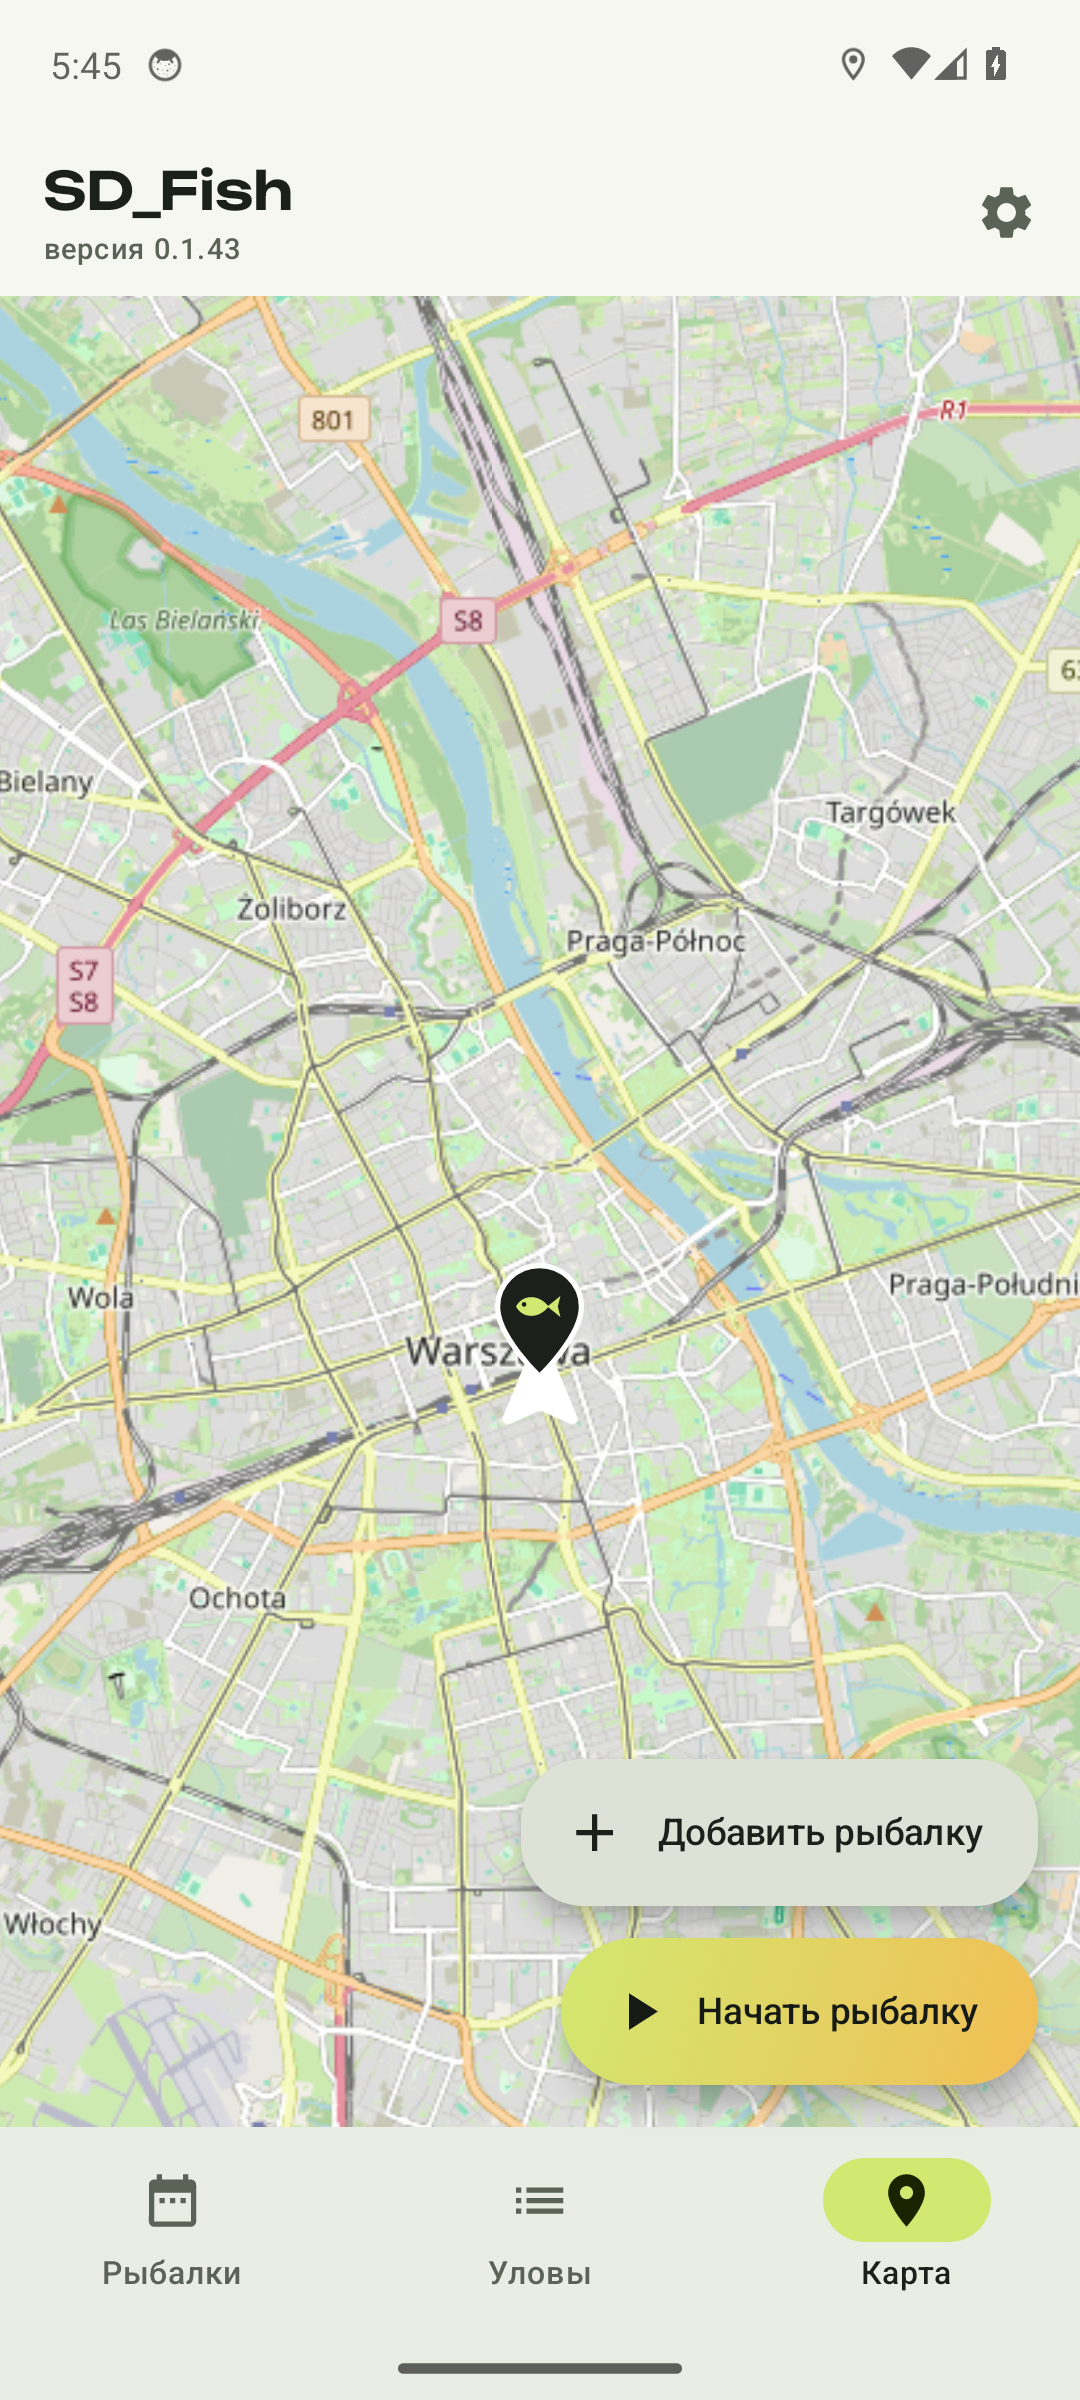 5:45
SD_Fish
версия 0.1.43
801
R1
S8
Las Bielański
Bielany
Targówek
Żoliborz
Praga-Północ
S7
S8
Wola
Praga-Południ
Ochota
Włochy
Добавить рыбалку
Начать рыбалку
Рыбалки
Уловы
Карта